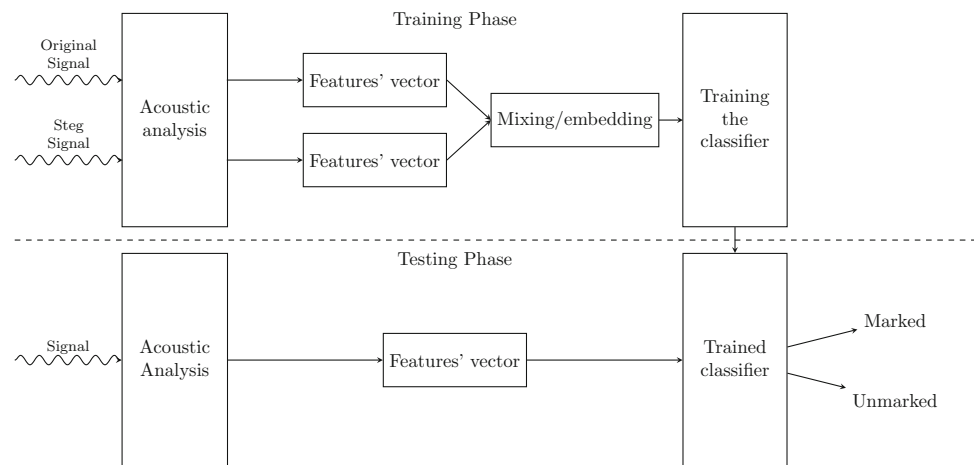 Training Phase
Original
Signal
Steg
Signal
Acoustic
analysis
Features’ vector
Features’ vector
Mixing/embedding
Training
the
classifier
Testing Phase
Signal
Acoustic
Analysis
Features’ vector
Trained
classifier
Marked
Unmarked